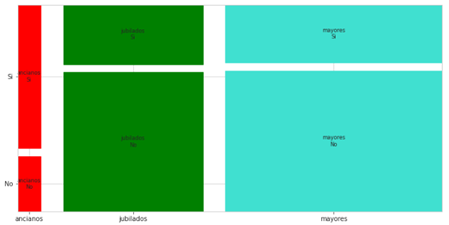 jubilados
Si
mayores
Si
Si
ancianos
Si
jubilados
No
mayores
No
No
ancianos
No
ancianos
jubilados
mayores